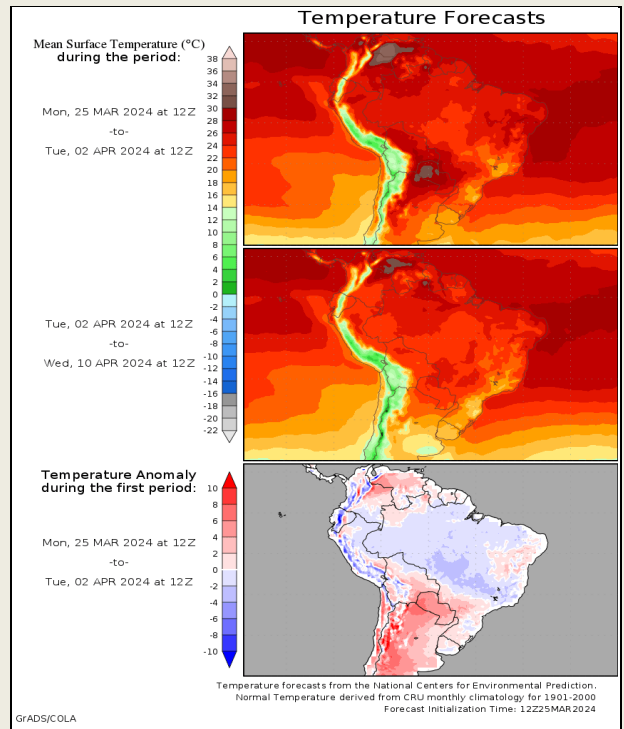 Temperature Forecasts
Mean Surface Temperature (°C)
during the period:
Mon, 25 MAR 2024 at 12Z
-to-
Tue, 02 APR 2024 at 12Z
38
36
34
32
30
28
26
24
22
20
18
16
14
12
10
8
6
4
2
0
-2
-4
-6
-8
-10
-12
-14
-16
-18
-20
-22
Tue, 02 APR 2024 at 12Z
-to-
Wed, 10 APR 2024 at 12Z
Temperature Anomaly
during the first period:
Mon, 25 MAR 2024 at 12Z
-to-
Tue, 02 APR 2024 at 12Z
10
8
6
4
2
0
-2
-4
-6
-8
-10
Temperature forecasts from the National Centers for Environmental Prediction.
Normal Temperature derived from CRU monthly climatology for 1901-2000
Forecast Initialization Time: 12Z25MAR2024
GrADS/COLA